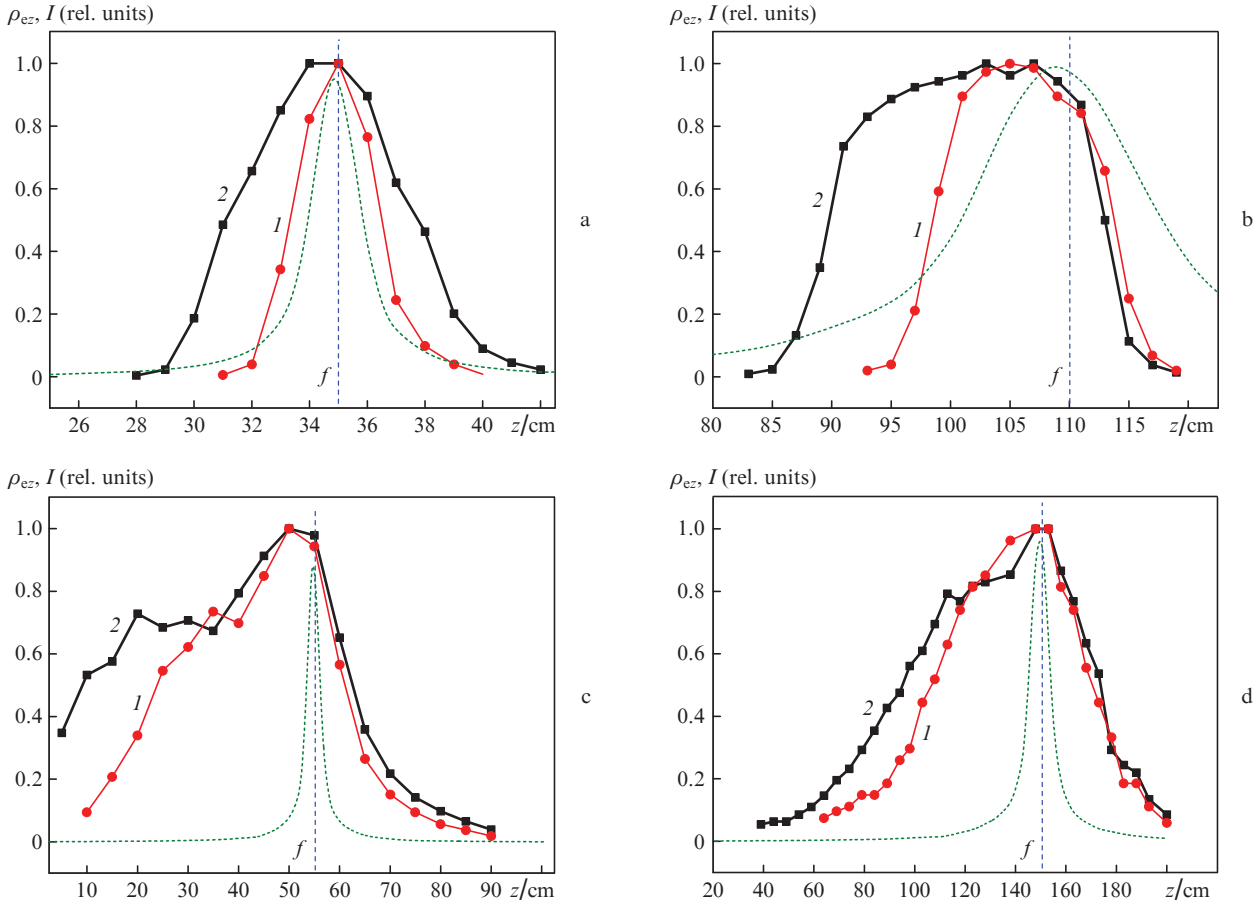 ρez, I (rel. units)
1.0
0.8
0.6
0.4
0.2
0
2
1
f
26 28 30 32 34 36 38 40 z/cm
a
ρez, I (rel. units)
1.0
0.8
0.6
0.4
0.2
0
2
1
f
80 85 90 95 100 105 110 115 z/cm
b
ρez, I (rel. units)
1.0
0.8
0.6
0.4
0.2
0
2
1
f
10 20 30 40 50 60 70 80 90 z/cm
c
ρez, I (rel. units)
1.0
0.8
0.6
0.4
0.2
0
2
1
f
20 40 60 80 100 120 140 160 180 z/cm
d